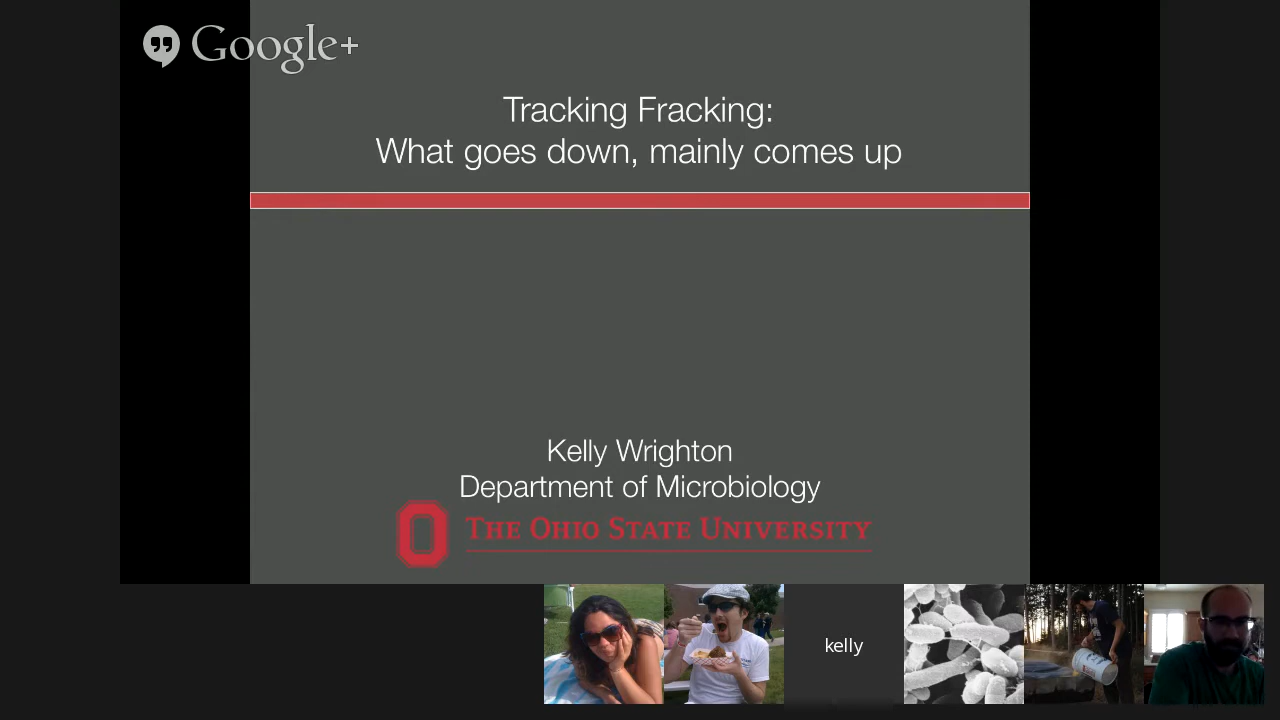 Google+
Tracking Fracking:
What goes down, mainly comes up
Kelly Wrighton
Department of Microbiology
THE OHIO STATE UNIVERSITY
kelly